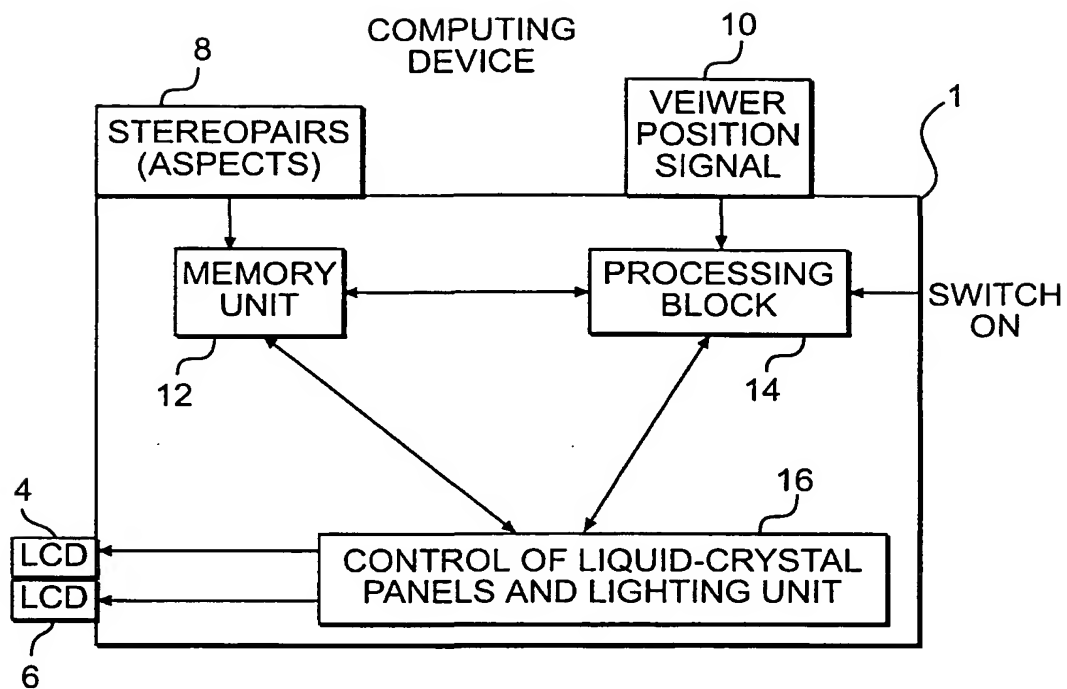 COMPUTING
DEVICE
8
10
1
STEREOPAIRS
(ASPECTS)
VEIWER
POSITION
SIGNAL
MEMORY
UNIT
PROCESSING
BLOCK
SWITCH
ON
12
14
16
4
LCD
LCD
6
CONTROL OF LIQUID-CRYSTAL
PANELS AND LIGHTING UNIT